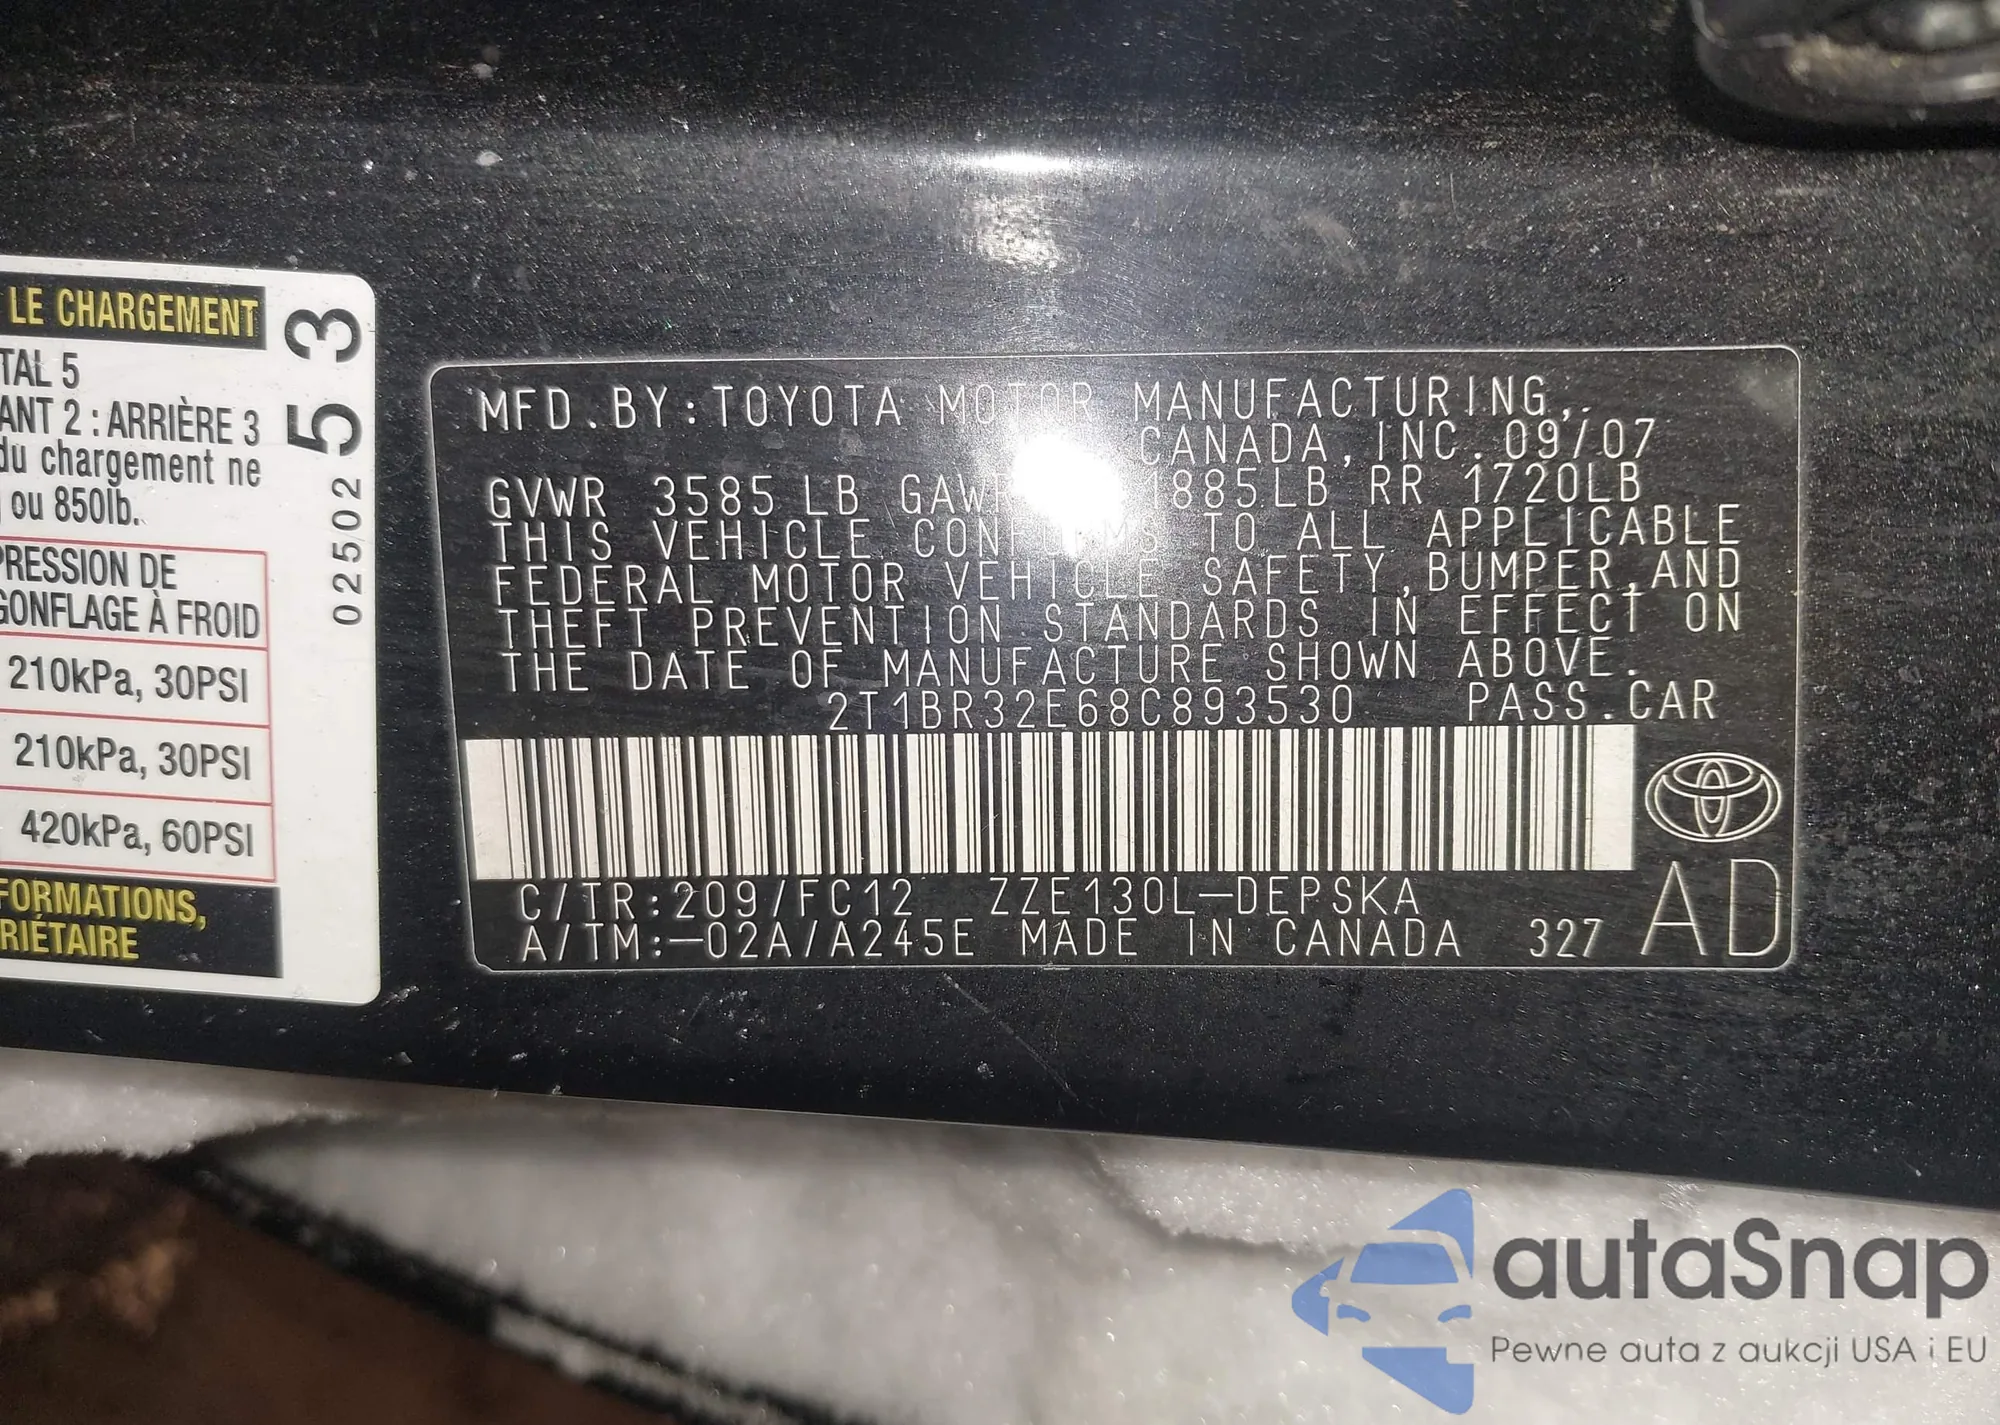 LE CHARGEMENT
TAL 5
ANT 2 : ARRIÈRE 3
du chargement ne
ou 850lb.
PRESSION DE
GONFLAGE À FROID
210kPa, 30PSI
210kPa, 30PSI
420kPa, 60PSI
FORMATIONS,
RIÉTAIRE
02502 53
MFD.BY:TOYOTA MOTOR MANUFACTURING,
CANADA,INC.09/07
GVWR 3585LB 1885LB RR 1720LB
THIS VEHICLE CONFORMS TO ALL APPLICABLE
FEDERAL MOTOR VEHICLE SAFETY,BUMPER,AND
THEFT PREVENTION STANDARDS IN EFFECT ON
THE DATE OF MANUFACTURE SHOWN ABOVE.
2T1BR32E68C893530 PASS.CAR
C/TR:209/FC12 ZZE130L-DEPSKA
A/TM:-02A/A245E MADE IN CANADA 327 AD
autaSnap
Pewne auta z aukcji USA i EU